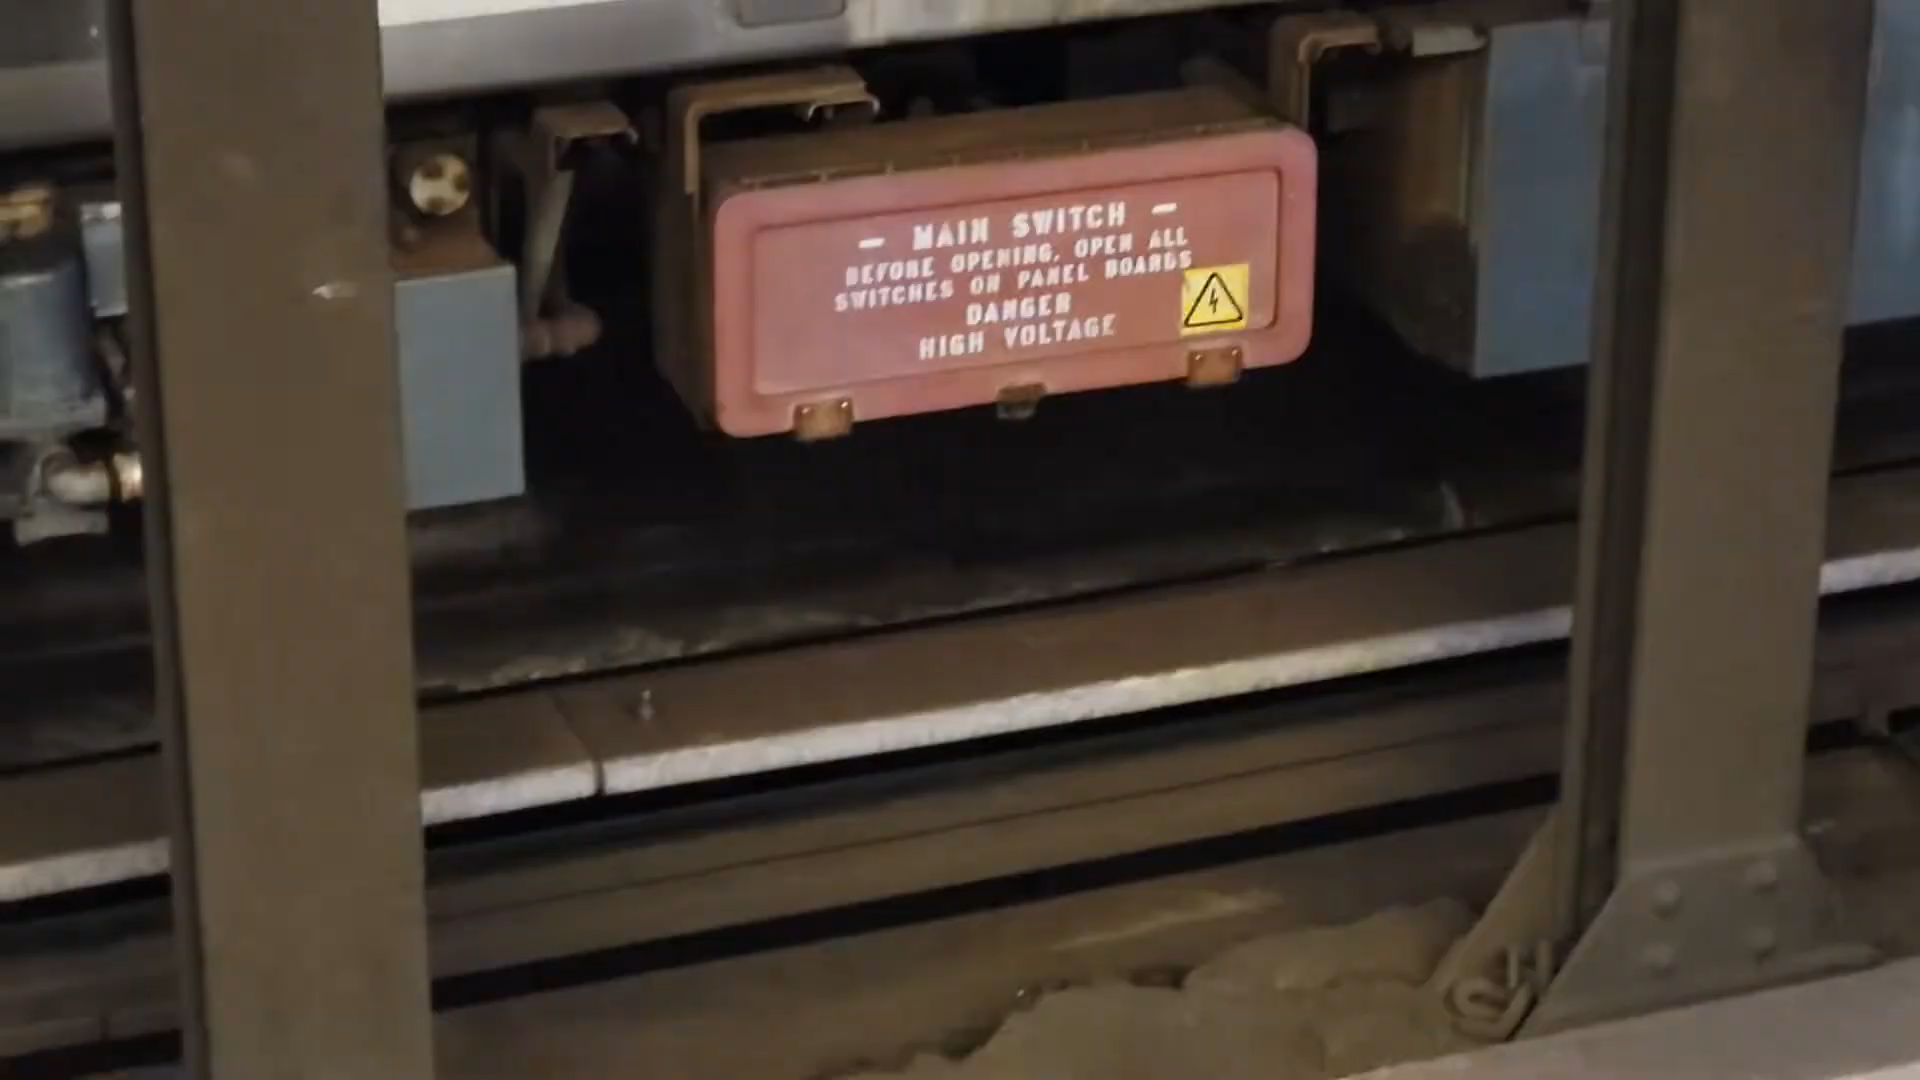 - MAIN SWITCH -
BEFORE OPENING, OPEN ALL
SWITCHES ON PANEL BOARDS
DANGER
HIGH VOLTAGE